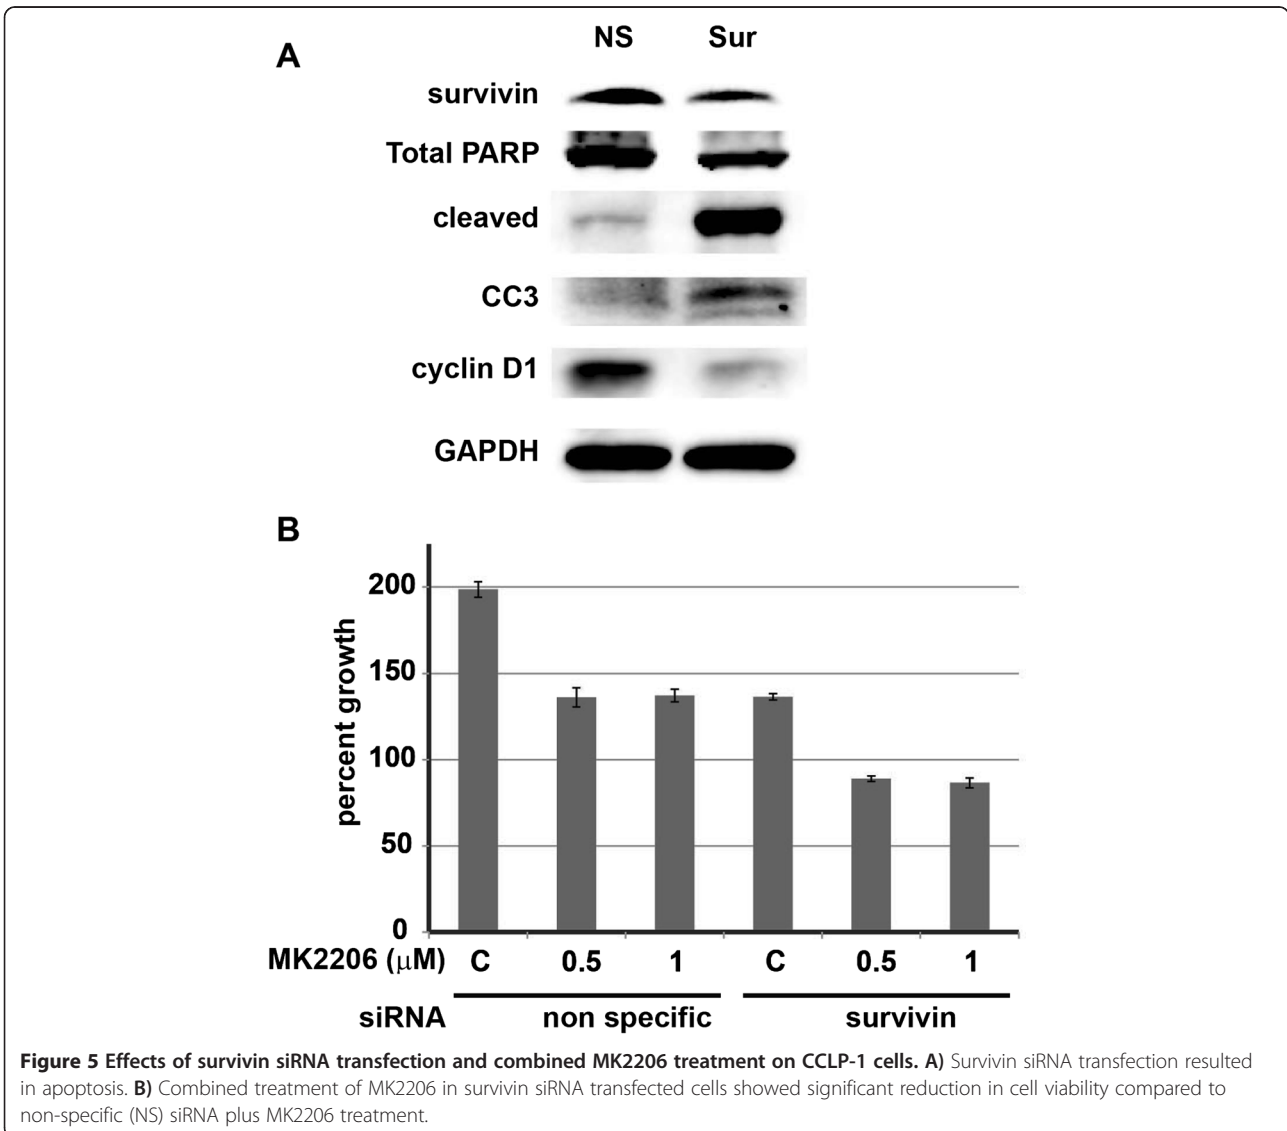 A
NS Sur
survivin
Total PARP
cleaved
CC3
cyclin D1
GAPDH
B
percent growth
200
150
100
50
0
MK2206 (μM) C 0.5 1 C 0.5 1
siRNA non specific survivin
Figure 5 Effects of survivin siRNA transfection and combined MK2206 treatment on CCLP-1 cells. A) Survivin siRNA transfection resulted
in apoptosis. B) Combined treatment of MK2206 in survivin siRNA transfected cells showed significant reduction in cell viability compared to
non-specific (NS) siRNA plus MK2206 treatment.